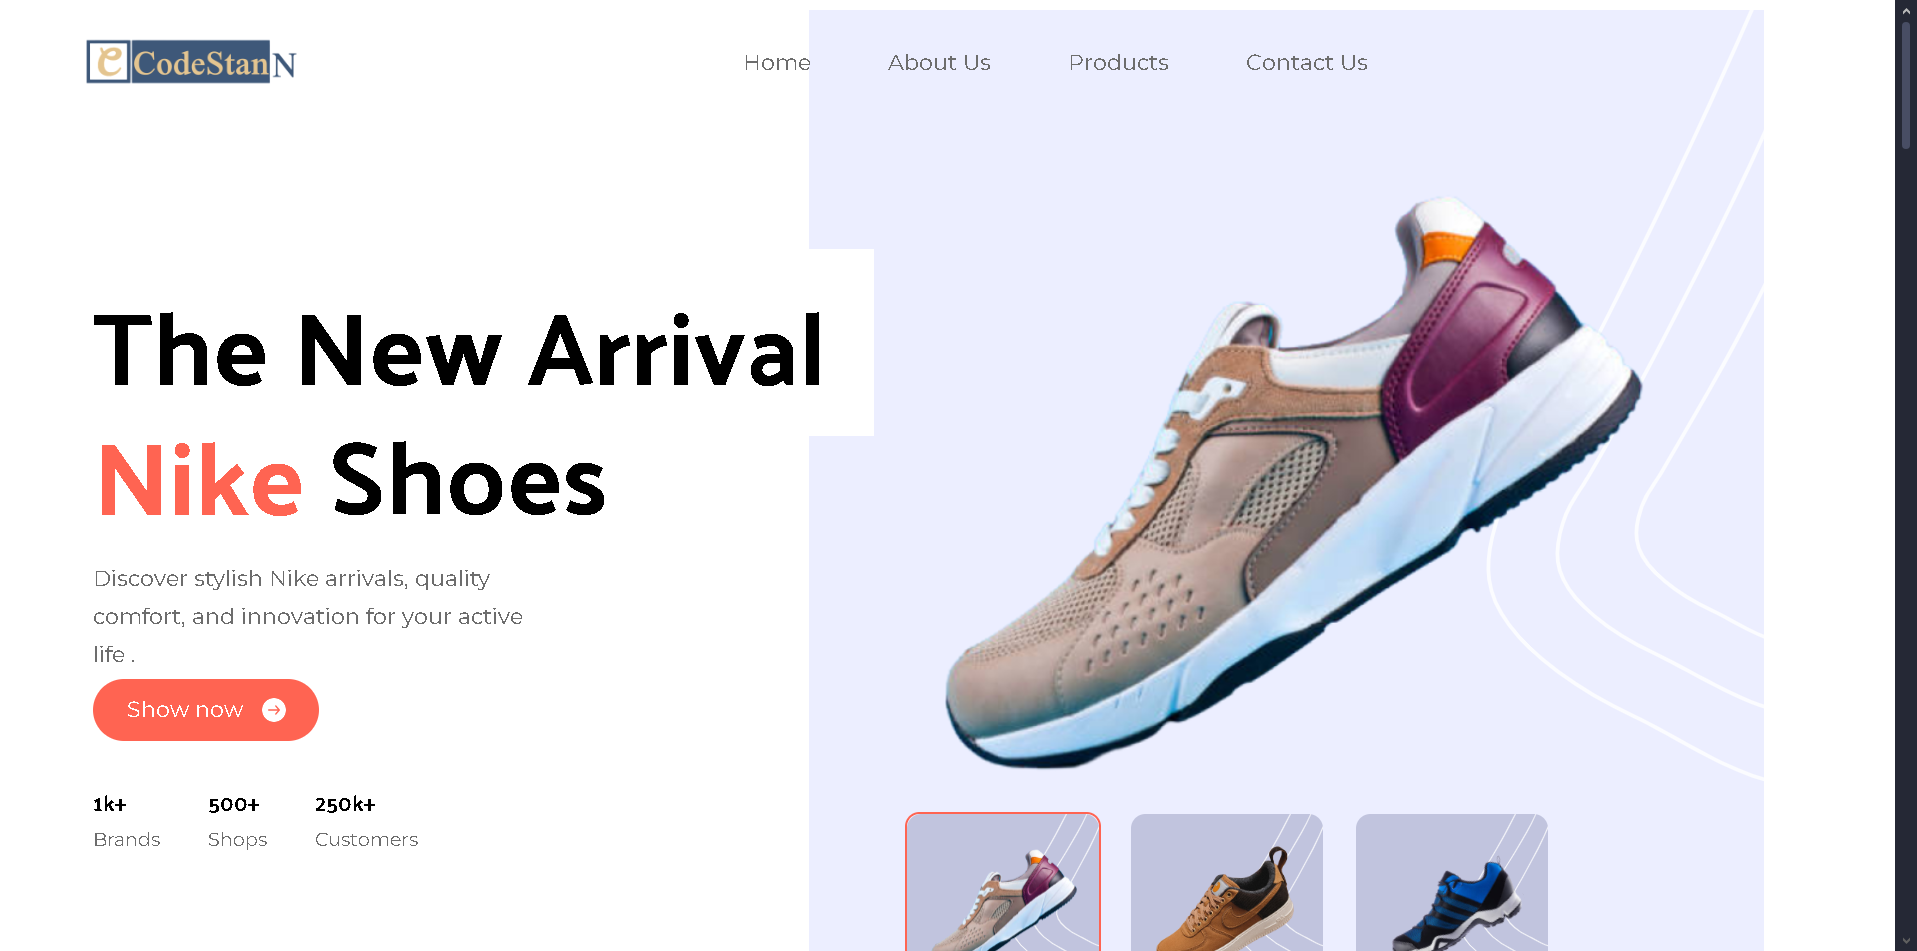 e CodeStanN
Home About Us Products Contact Us
The New Arrival
Nike Shoes
Discover stylish Nike arrivals, quality
comfort, and innovation for your active
life .
Show now
1k+ 500+ 250k+
Brands Shops Customers